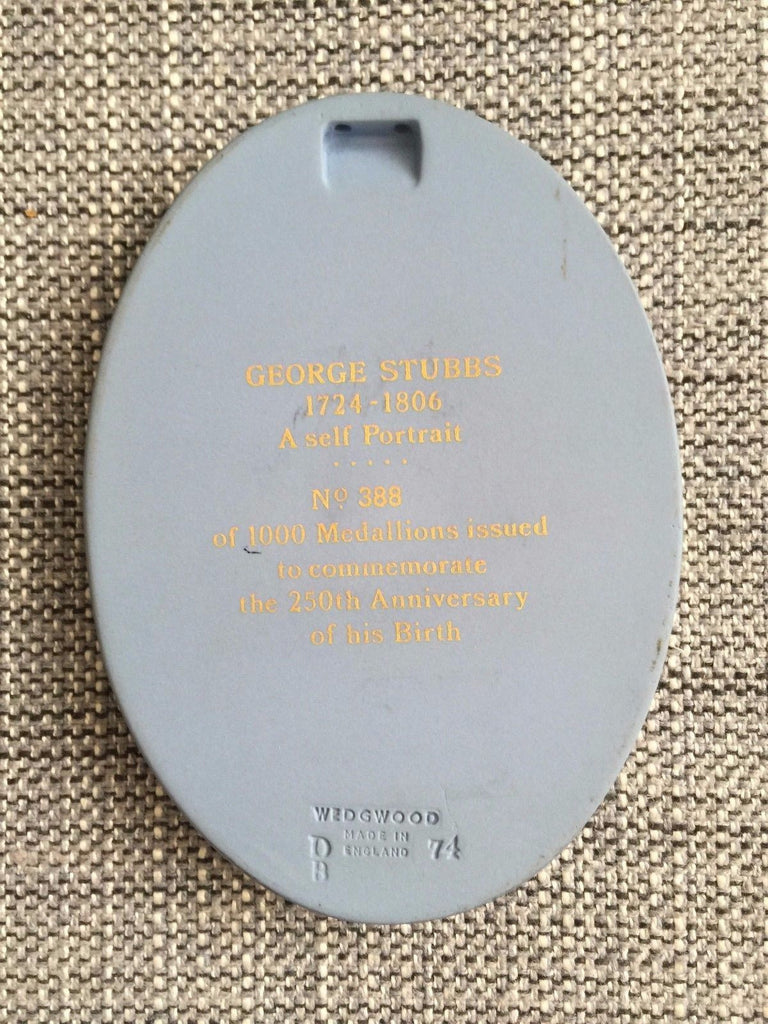 GEORGE STUBBS
1724-1806
A self Portrait
. . . . .
Nº 388
of 1000 Medallions issued
to commemorate
the 250th Anniversary
of his Birth
WEDGWOOD
MADE IN
ENGLAND
D 74
B